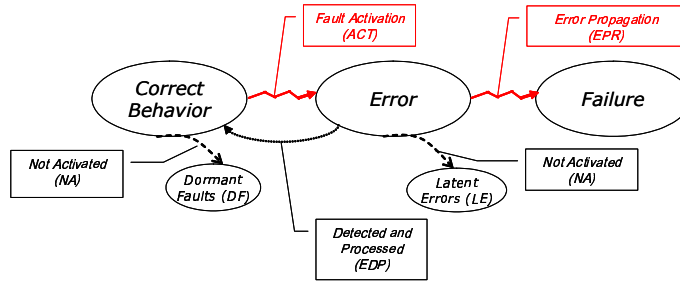 Fault Activation
(ACT)
Error Propagation
(EPR)
Correct
Behavior
Error
Failure
Not Activated
(NA)
Dormant
Faults (DF)
Latent
Errors (LE)
Not Activated
(NA)
Detected and
Processed
(EDP)